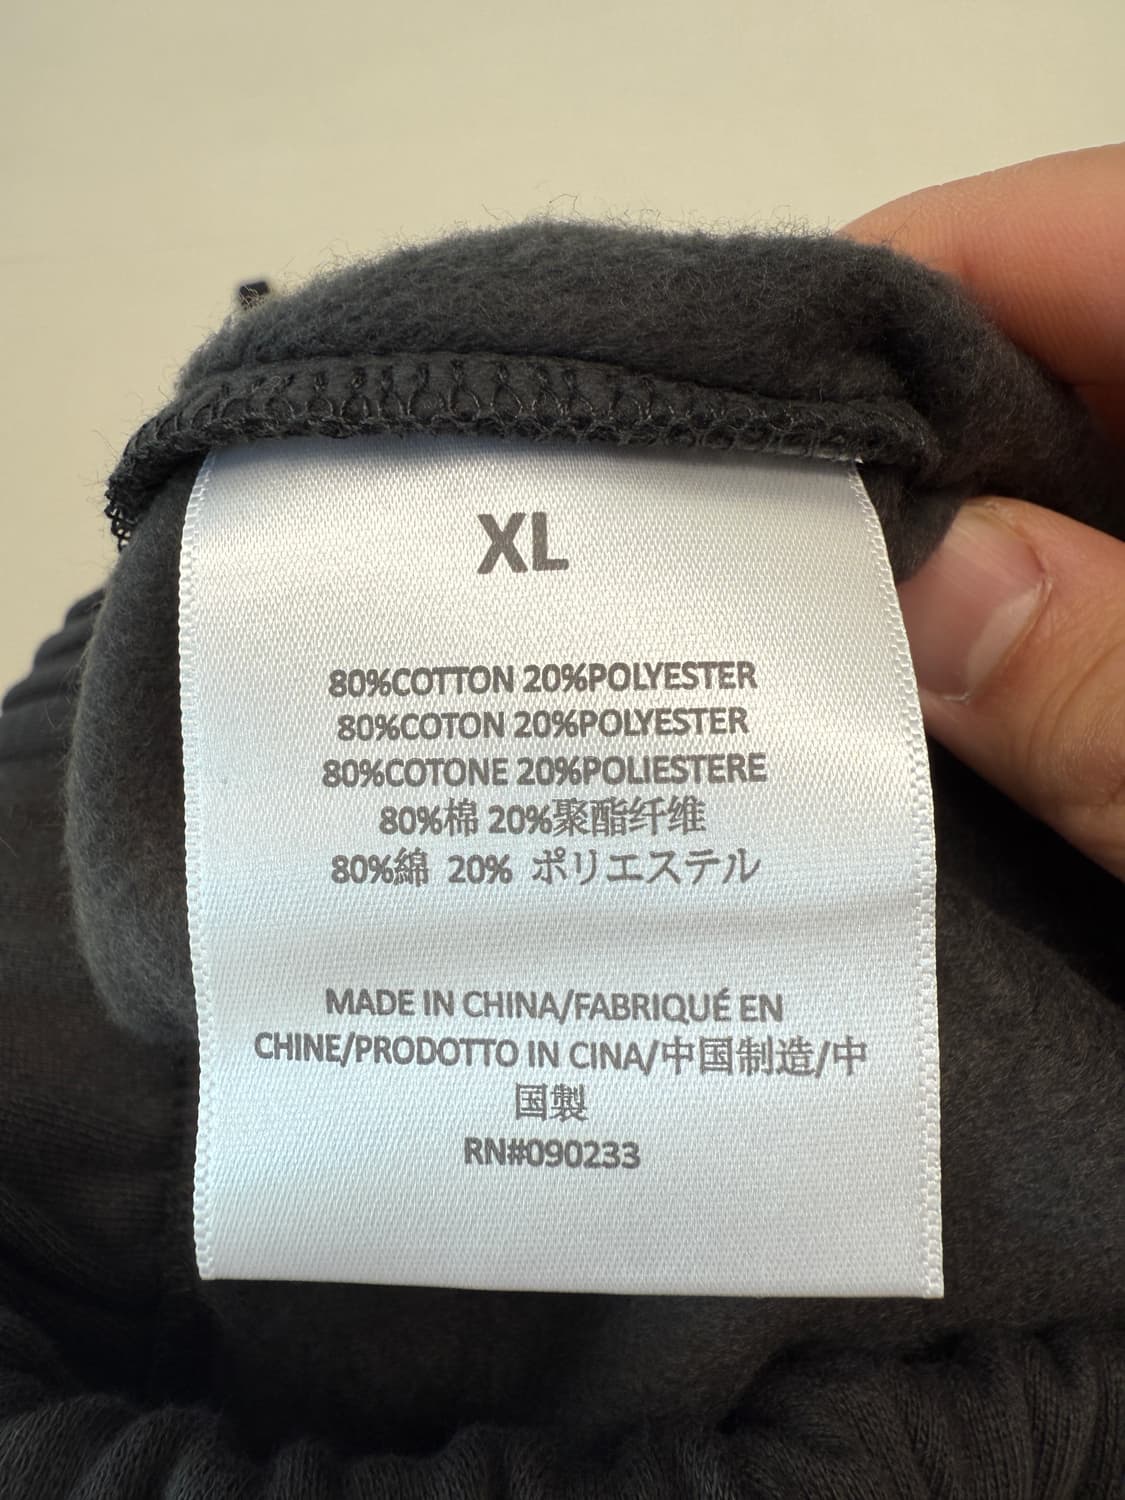 XL
80%COTTON 20%POLYESTER
80%COTON 20%POLYESTER
80%COTONE 20%POLIESTERE
80%棉 20%聚酯纤维
80%綿 20% ポリエステル
MADE IN CHINA/FABRIQUÉ EN
CHINE/PRODOTTO IN CINA/中国制造/中
国製
RN#090233